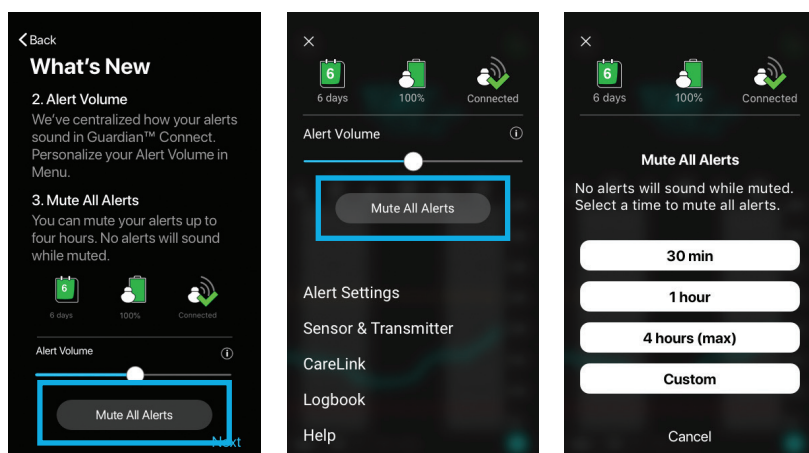 Back
What's New
2. Alert Volume
We've centralized how your alerts
sound in Guardian™ Connect.
Personalize your Alert Volume in
Menu.
3. Mute All Alerts
You can mute your alerts up to
four hours. No alerts will sound
while muted.
6
6 days
100%
Connected
Alert Volume
i
Mute All Alerts
Next
6
6 days
100%
Connected
Alert Volume
i
Mute All Alerts
Alert Settings
Sensor & Transmitter
CareLink
Logbook
Help
6
6 days
100%
Connected
Mute All Alerts
No alerts will sound while muted.
Select a time to mute all alerts.
30 min
1 hour
4 hours (max)
Custom
Cancel